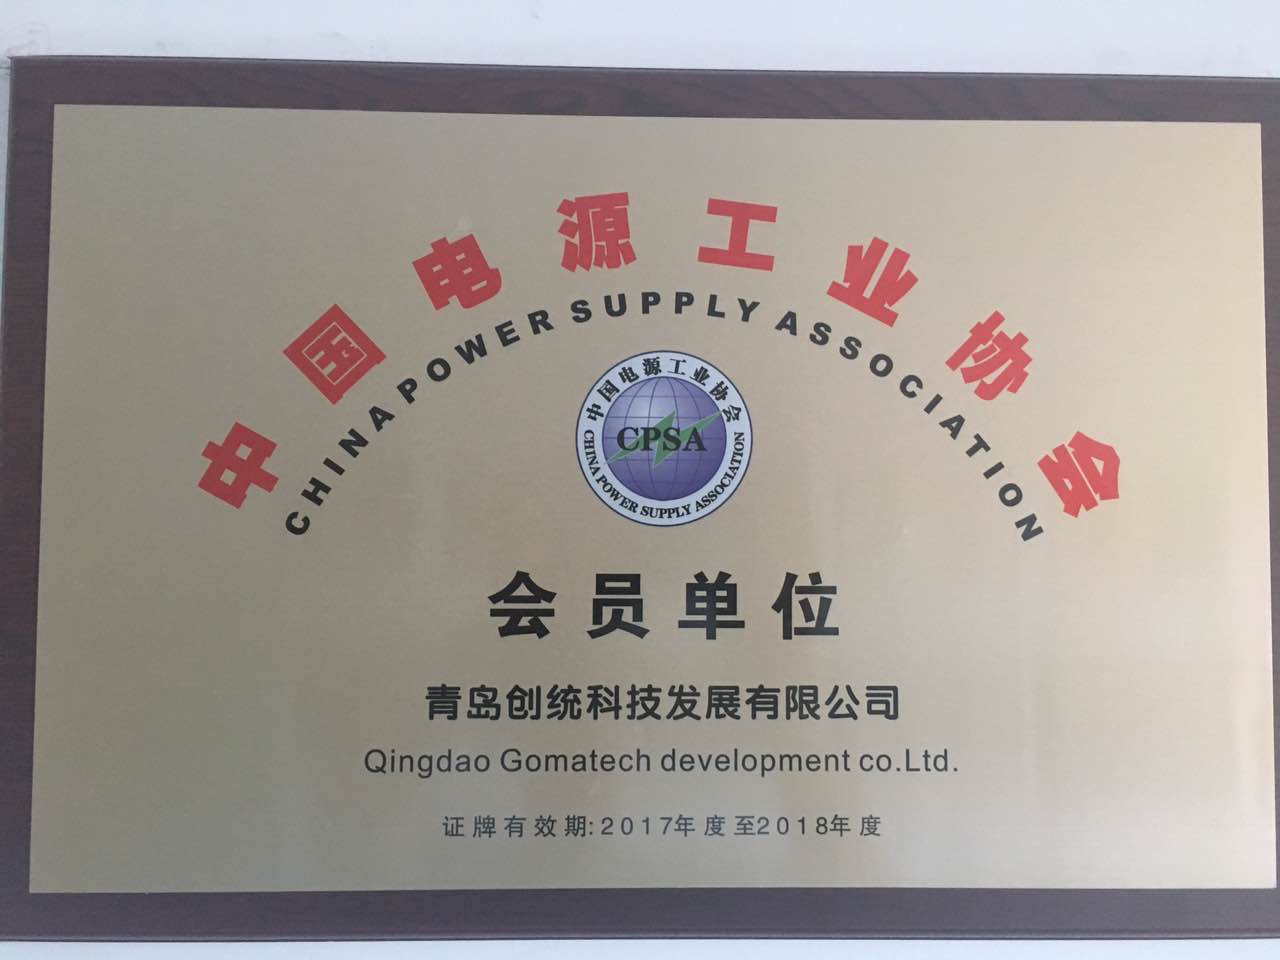 中国电源工业协会
CHINA POWER SUPPLY ASSOCIATION
中国电源工业协会
CPSA
CHINA POWER SUPPLY ASSOCIATION
会员单位
青岛创统科技发展有限公司
Qingdao Gomatech development co.Ltd.
证牌有效期:2017年度至2018年度